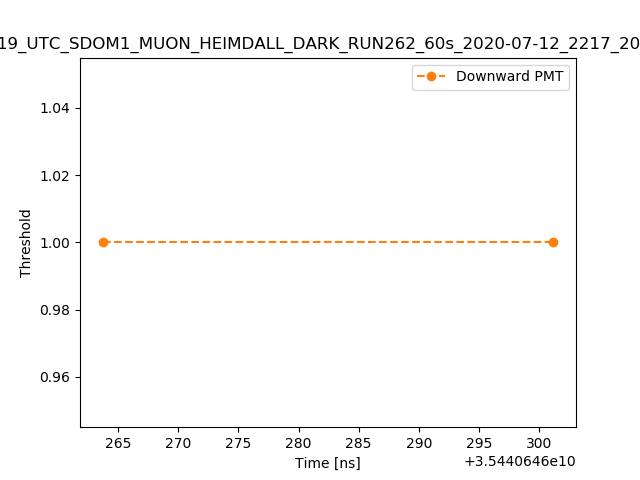 19_UTC_SDOM1_MUON_HEIMDALL_DARK_RUN262_60s_2020-07-12_2217_20
Downward PMT
1.04
1.02
1.00
0.98
0.96
Threshold
265 270 275 280 285 290 295 300
Time [ns]
+3.5440646e10